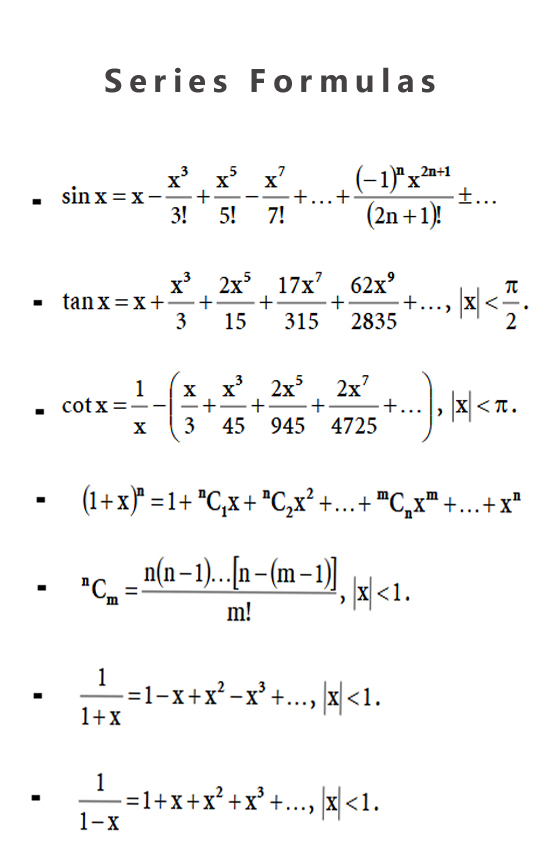 Series Formulas
- sin x = x − x³/3! + x⁵/5! − x⁷/7! + … + (−1)ⁿ x²ⁿ⁺¹/(2n+1)! ± …
- tan x = x + x³/3 + 2x⁵/15 + 17x⁷/315 + 62x⁹/2835 + …, |x| < π/2.
- cot x = 1/x − (x/3 + x³/45 + 2x⁵/945 + 2x⁷/4725 + …), |x| < π.
- (1+x)ⁿ = 1 + ⁿC₁x + ⁿC₂x² + … + ᵐCₙxᵐ + … + xⁿ
- ⁿCₘ = n(n−1)…[n−(m−1)]/m!, |x| < 1.
- 1/(1+x) = 1 − x + x² − x³ + …, |x| < 1.
- 1/(1−x) = 1 + x + x² + x³ + …, |x| < 1.